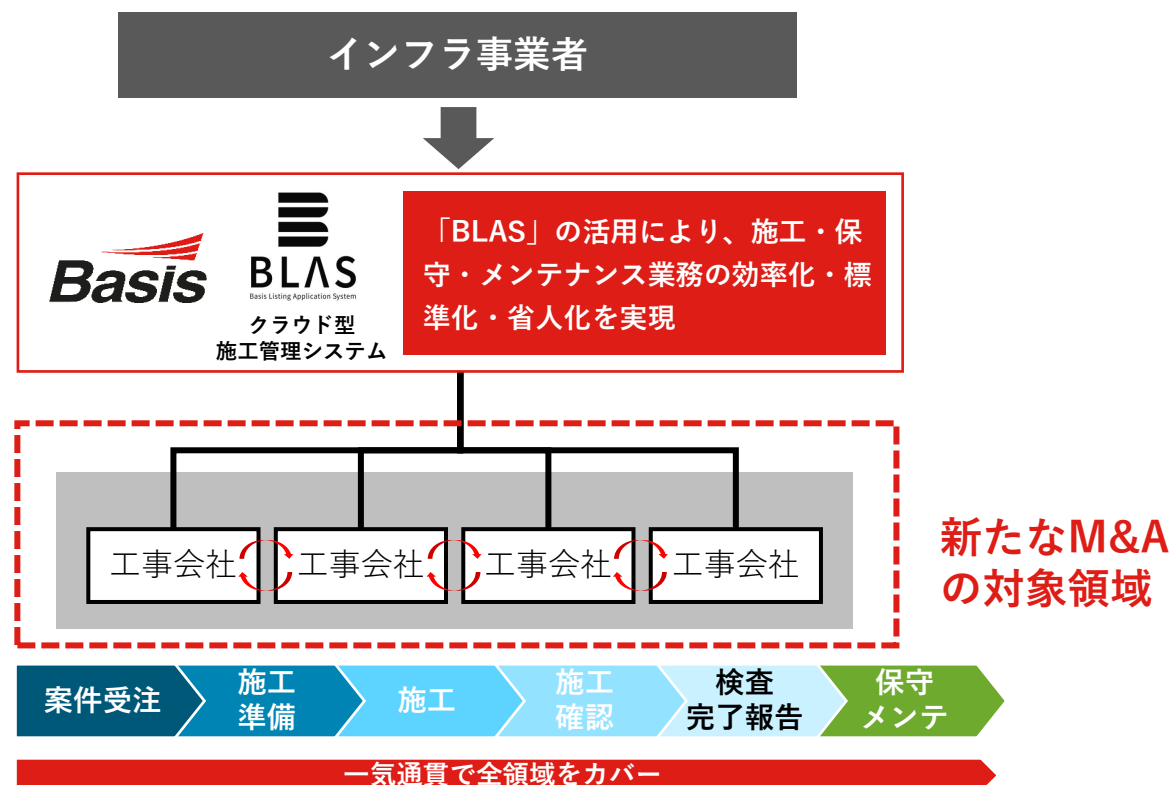 インフラ事業者
Basis
BLAS
Basis Listing Application System
クラウド型
施工管理システム
「BLAS」の活用により、施工・保
守・メンテナンス業務の効率化・標
準化・省人化を実現
工事会社 工事会社 工事会社 工事会社
新たなM&A
の対象領域
案件受注
施工
準備
施工
施工
確認
検査
完了報告
保守
メンテ
一気通貫で全領域をカバー